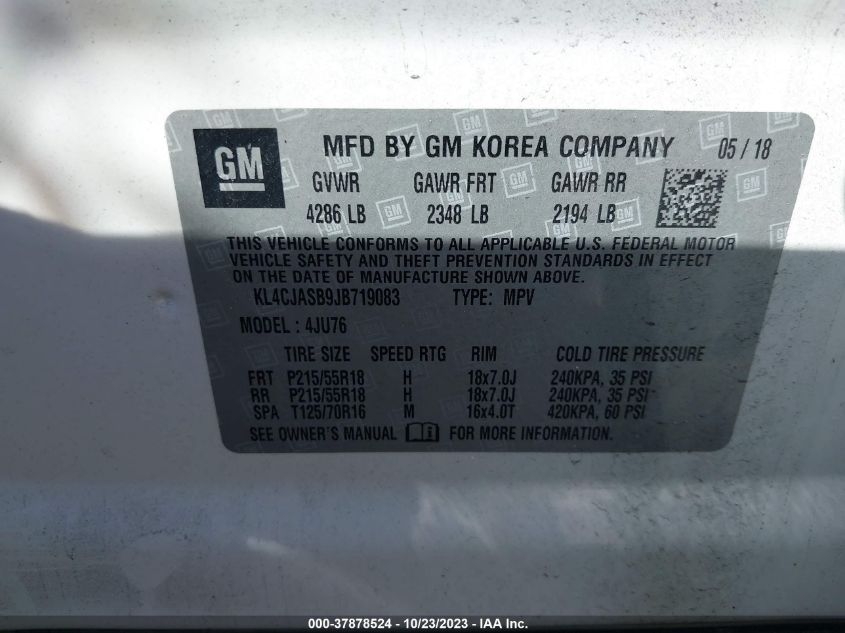 GM MFD BY GM KOREA COMPANY 05 / 18
GVWR GAWR FRT GAWR RR
4286 LB 2348 LB 2194 LB
THIS VEHICLE CONFORMS TO ALL APPLICABLE U.S. FEDERAL MOTOR
VEHICLE SAFETY AND THEFT PREVENTION STANDARDS IN EFFECT
ON THE DATE OF MANUFACTURE SHOWN ABOVE.
KL4CJASB9JB719083 TYPE: MPV
MODEL : 4JU76
TIRE SIZE SPEED RTG RIM COLD TIRE PRESSURE
FRT P215/55R18 H 18x7.0J 240KPA, 35 PSI
RR P215/55R18 H 18x7.0J 240KPA, 35 PSI
SPA T125/70R16 M 16x4.0T 420KPA, 60 PSI
SEE OWNER'S MANUAL FOR MORE INFORMATION.
000-37878524 - 10/23/2023 - IAA Inc.